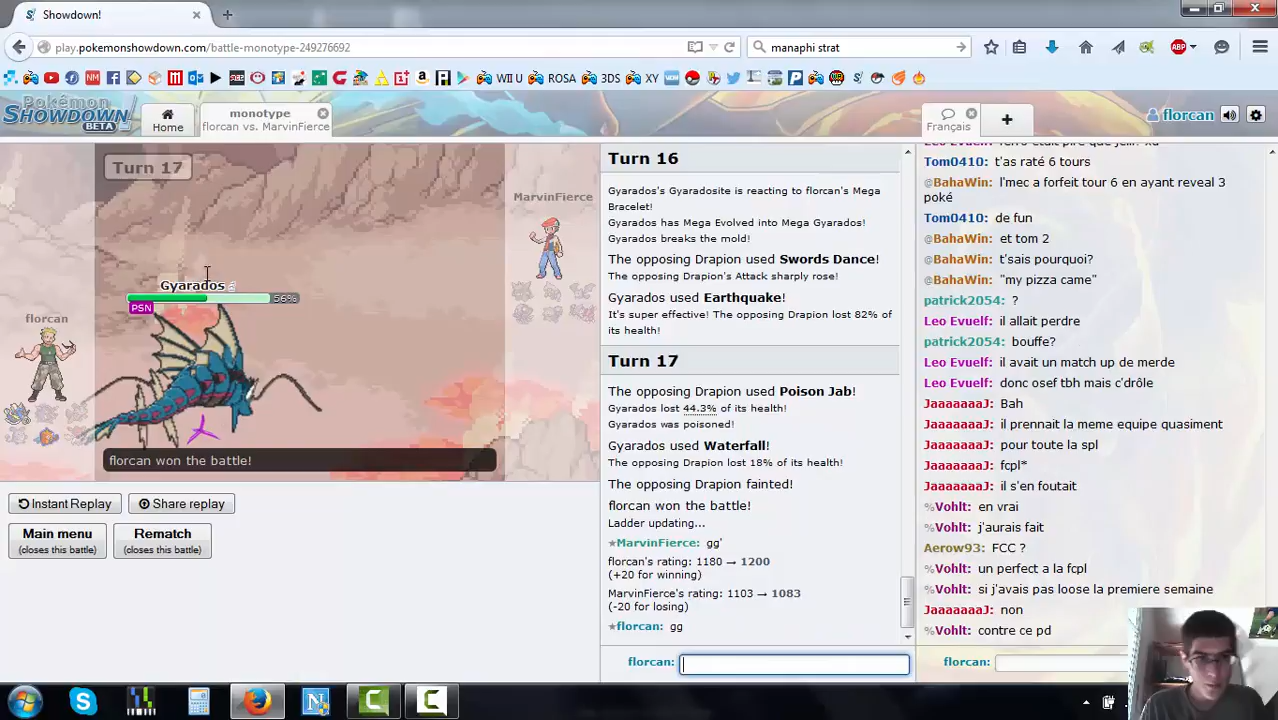 Showdown!
play.pokemonshowdown.com/battle-monotype-249276692
manaphi strat
ABP
WII U
ROSA
3DS
XY
Pokémon
Showdown
BETA
Home
monotype
florcan vs. MarvinFierce
Français
florcan
Turn 17
MarvinFierce
Gyarados
56%
PSN
florcan
florcan won the battle!
Instant Replay
Share replay
Main menu
(closes this battle)
Rematch
(closes this battle)
Turn 16
Gyarados's Gyaradosite is reacting to florcan's Mega
Bracelet!
Gyarados has Mega Evolved into Mega Gyarados!
Gyarados breaks the mold!
The opposing Drapion used Swords Dance!
The opposing Drapion's Attack sharply rose!
Gyarados used Earthquake!
It's super effective! The opposing Drapion lost 82% of
its health!
Turn 17
The opposing Drapion used Poison Jab!
Gyarados lost 44.3% of its health!
Gyarados was poisoned!
Gyarados used Waterfall!
The opposing Drapion lost 18% of its health!
The opposing Drapion fainted!
florcan won the battle!
Ladder updating...
★MarvinFierce: gg'
florcan's rating: 1180 → 1200
(+20 for winning)
MarvinFierce's rating: 1103 → 1083
(-20 for losing)
★florcan: gg
florcan:
Tom0410: t'as raté 6 tours
@BahaWin: l'mec a forfeit tour 6 en ayant reveal 3
poké
Tom0410: de fun
@BahaWin: et tom 2
@BahaWin: t'sais pourquoi?
@BahaWin: "my pizza came"
patrick2054: ?
Leo Evuelf: il allait perdre
patrick2054: bouffe?
Leo Evuelf: il avait un match up de merde
Leo Evuelf: donc osef tbh mais c'drôle
JaaaaaaaJ: Bah
JaaaaaaaJ: il prennait la meme equipe quasiment
JaaaaaaaJ: pour toute la spl
JaaaaaaaJ: fcpl*
JaaaaaaaJ: il s'en foutait
%Vohlt: en vrai
%Vohlt: j'aurais fait
Aerow93: FCC ?
%Vohlt: un perfect a la fcpl
%Vohlt: si j'avais pas loose la premiere semaine
JaaaaaaaJ: non
%Vohlt: contre ce pd
florcan: